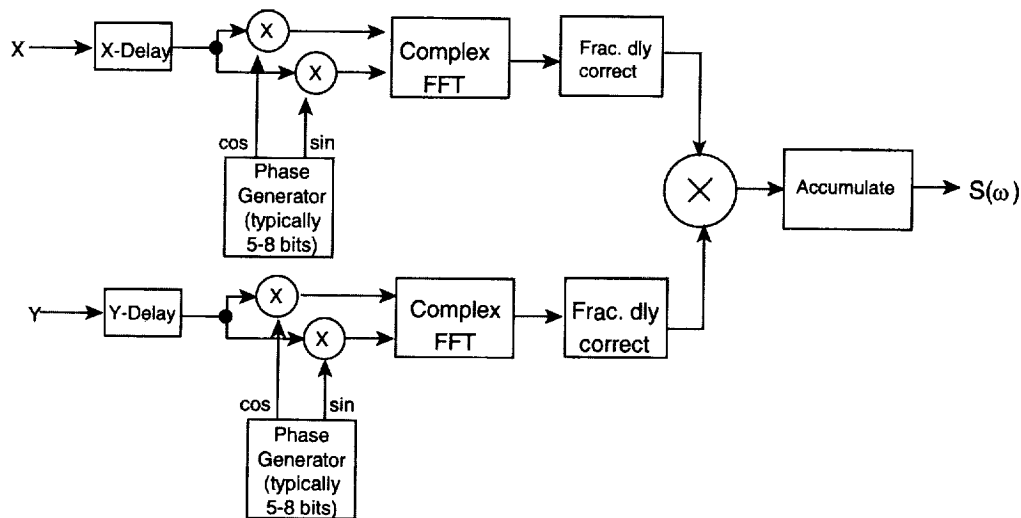 X
X-Delay
X
X
Complex
FFT
Frac. dly
correct
cos
sin
Phase
Generator
(typically
5-8 bits)
X
Accumulate
S(ω)
Y
Y-Delay
X
X
Complex
FFT
Frac. dly
correct
cos
sin
Phase
Generator
(typically
5-8 bits)